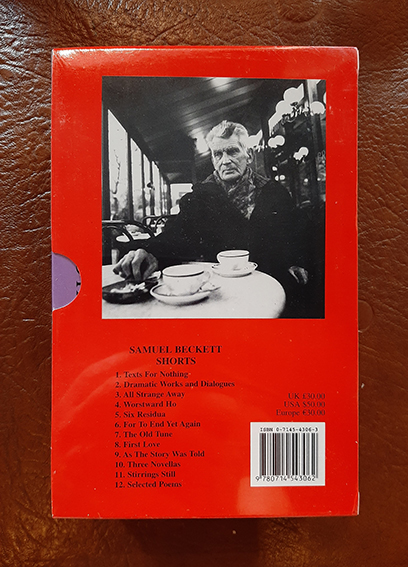 SAMUEL BECKETT
SHORTS
1. Texts For Nothing
2. Dramatic Works and Dialogues
3. All Strange Away
4. Worstward Ho
5. Six Residua
6. For To End Yet Again
7. The Old Tune
8. First Love
9. As The Story Was Told
10. Three Novellas
11. Stirrings Still
12. Selected Poems
UK £30.00
USA $50.00
Europe €50.00
ISBN 0-7145-4306-3
9 780714 543062